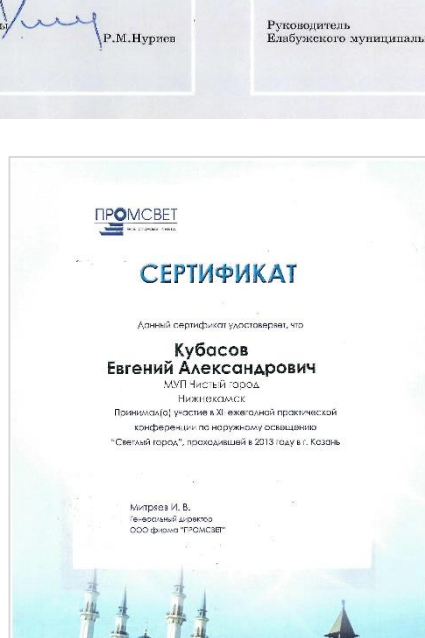 Р.М.Нуриев
Руководитель
Елабужского муниципаль
ПРОМСВЕТ
СЕРТИФИКАТ
Данный сертификат удостоверяет, что
Кубасов
Евгений Александрович
МУП Чистый город
Нижнекамск
Принимал(а) участие в XI ежегодной практической
конференции по наружному освещению
"Светлый город", проходившей в 2013 году в г. Казань
Митряев И. В.
Генеральный директор
ООО фирма "ПРОМСВЕТ"